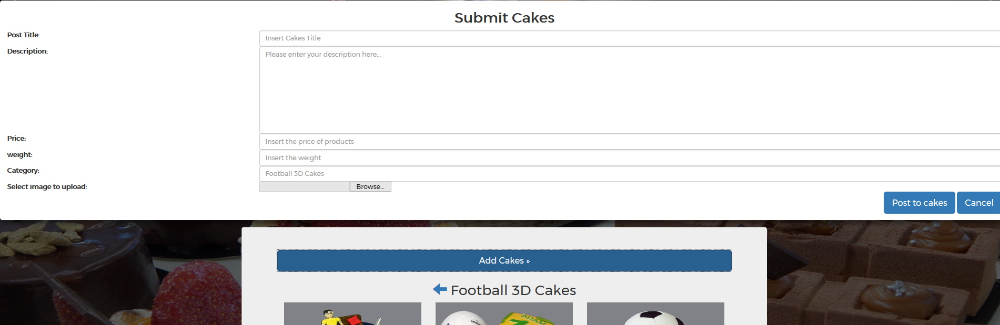 Submit Cakes
Post Title:
Insert Cakes Title
Description:
Please enter your description here...
Price:
Insert the price of products
weight:
Insert the weight
Category:
Football 3D Cakes
Select image to upload:
Browse...
Post to cakes
Cancel
Add Cakes »
Football 3D Cakes
ADAM